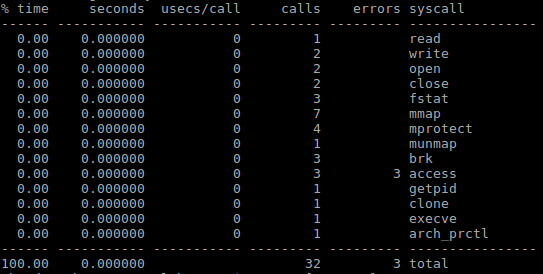 % time     seconds  usecs/call     calls    errors syscall
------ ----------- ----------- --------- --------- ----------------
  0.00    0.000000           0         1           read
  0.00    0.000000           0         2           write
  0.00    0.000000           0         2           open
  0.00    0.000000           0         2           close
  0.00    0.000000           0         3           fstat
  0.00    0.000000           0         7           mmap
  0.00    0.000000           0         4           mprotect
  0.00    0.000000           0         1           munmap
  0.00    0.000000           0         3           brk
  0.00    0.000000           0         3         3 access
  0.00    0.000000           0         1           getpid
  0.00    0.000000           0         1           clone
  0.00    0.000000           0         1           execve
  0.00    0.000000           0         1           arch_prctl
------ ----------- ----------- --------- --------- ----------------
100.00    0.000000                    32         3 total